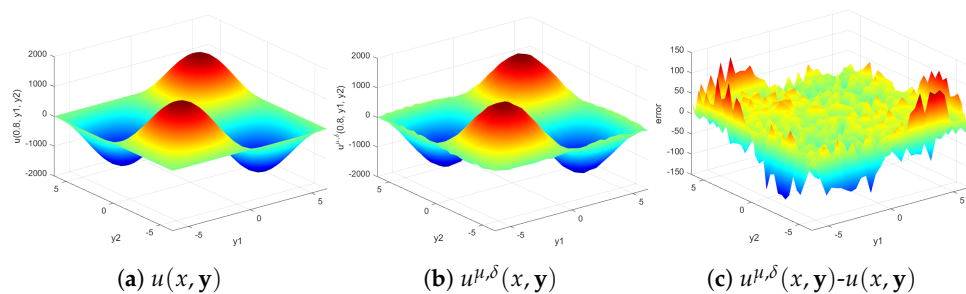 2000
1000
0
-1000
-2000
u(0.8, y1, y2)
5
0
-5
y2
-5
0
5
y1
2000
1000
0
-1000
-2000
u^{μ,δ}(0.8, y1, y2)
5
0
-5
y2
-5
0
5
y1
150
100
50
0
-50
-100
-150
error
5
0
-5
y2
-5
0
5
y1
(a) u(x, y)
(b) u^{μ,δ}(x, y)
(c) u^{μ,δ}(x, y)-u(x, y)